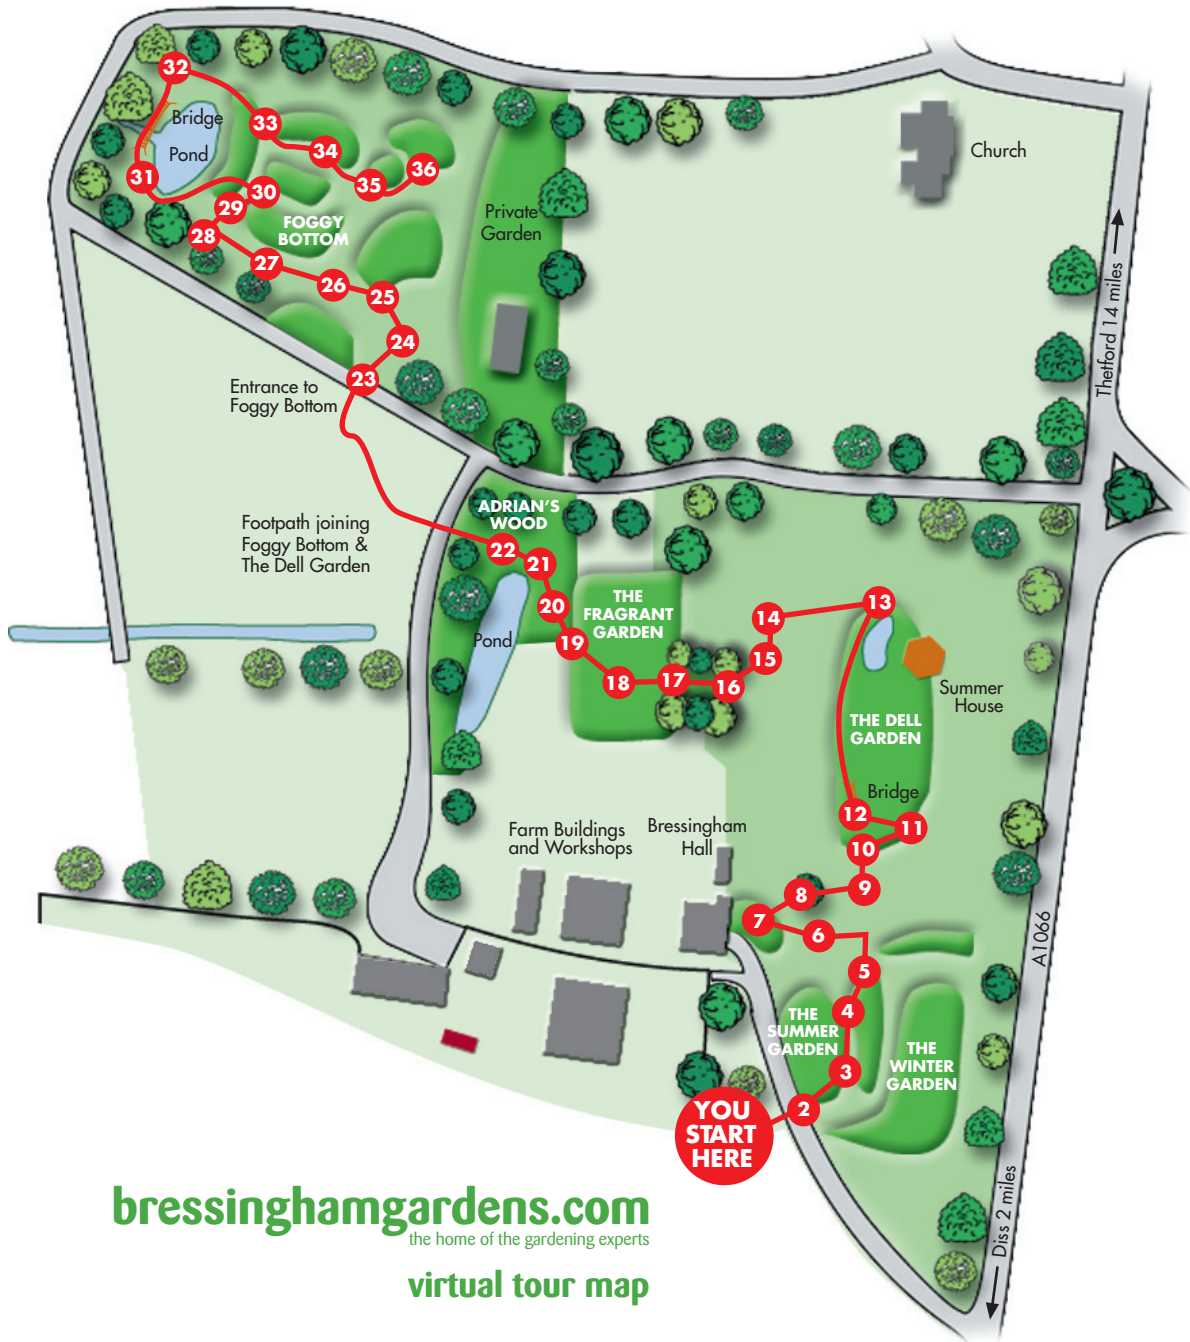 32
33
Bridge
34
Pond
36
31
35
30
29
Private
Garden
FOGGY
BOTTOM
28
27
26
25
24
23
Church
Thetford 14 miles
Entrance to
Foggy Bottom
Footpath joining
Foggy Bottom &
The Dell Garden
ADRIAN'S
WOOD
22
21
20
19
Pond
THE
FRAGRANT
GARDEN
18
17
16
15
14
13
Summer
House
THE DELL
GARDEN
Bridge
12
11
10
9
8
7
6
5
4
3
2
Farm Buildings
and Workshops
Bressingham
Hall
A1066
THE
SUMMER
GARDEN
THE
WINTER
GARDEN
YOU
START
HERE
Diss 2 miles
bressinghamgardens.com
the home of the gardening experts
virtual tour map